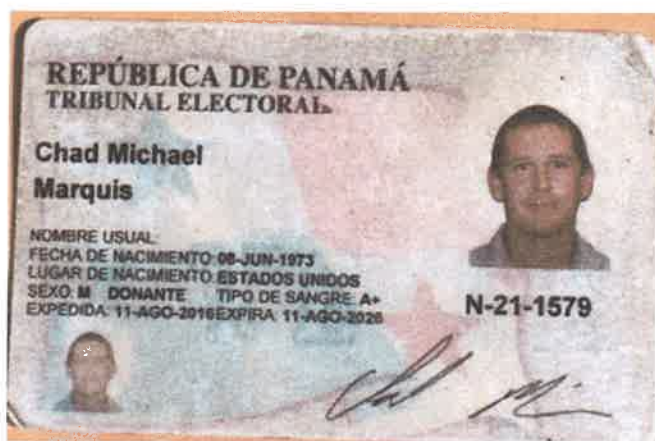 REPÚBLICA DE PANAMÁ
TRIBUNAL ELECTORAL
Chad Michael
Marquis
NOMBRE USUAL:
FECHA DE NACIMIENTO: 08-JUN-1973
LUGAR DE NACIMIENTO: ESTADOS UNIDOS
SEXO: M DONANTE TIPO DE SANGRE: A+
EXPEDIDA: 11-AGO-2016 EXPIRA: 11-AGO-2026
N-21-1579